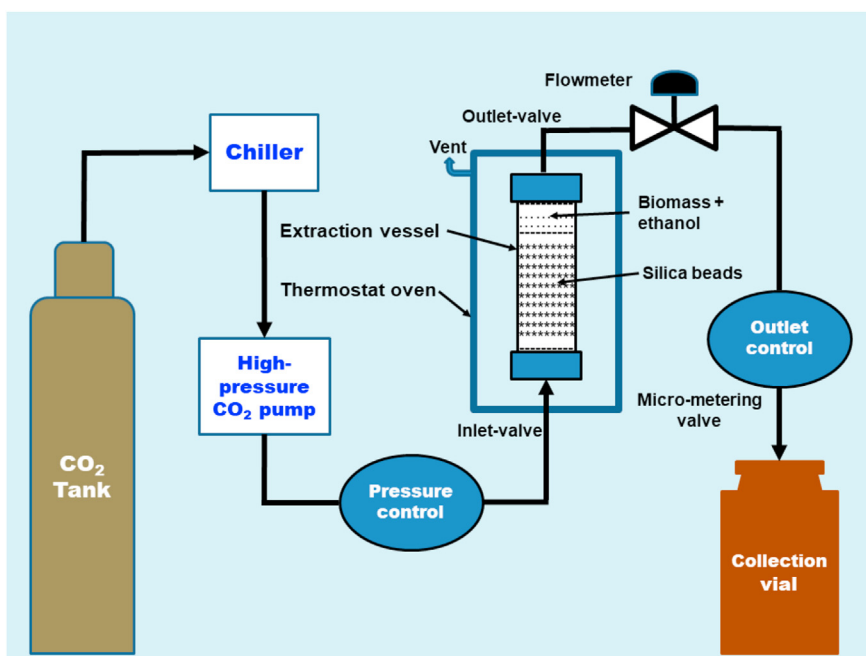 Flowmeter
Outlet-valve
Chiller
Vent
Biomass +
ethanol
Extraction vessel
Silica beads
Thermostat oven
Outlet
control
High-
pressure
CO₂ pump
Micro-metering
valve
Inlet-valve
CO₂
Tank
Pressure
control
Collection
vial